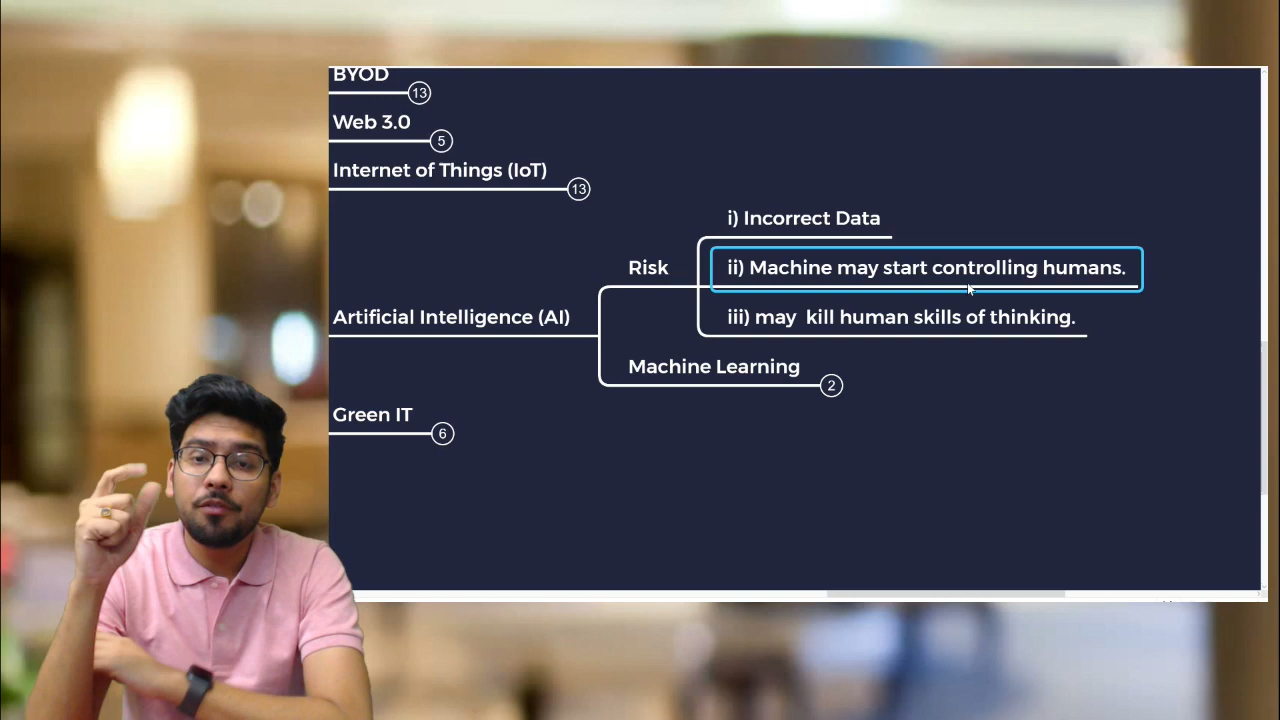 BYOD
13
Web 3.0
5
Internet of Things (IoT)
13
i) Incorrect Data
Risk
ii) Machine may start controlling humans.
Artificial Intelligence (AI)
iii) may kill human skills of thinking.
Machine Learning
2
Green IT
6